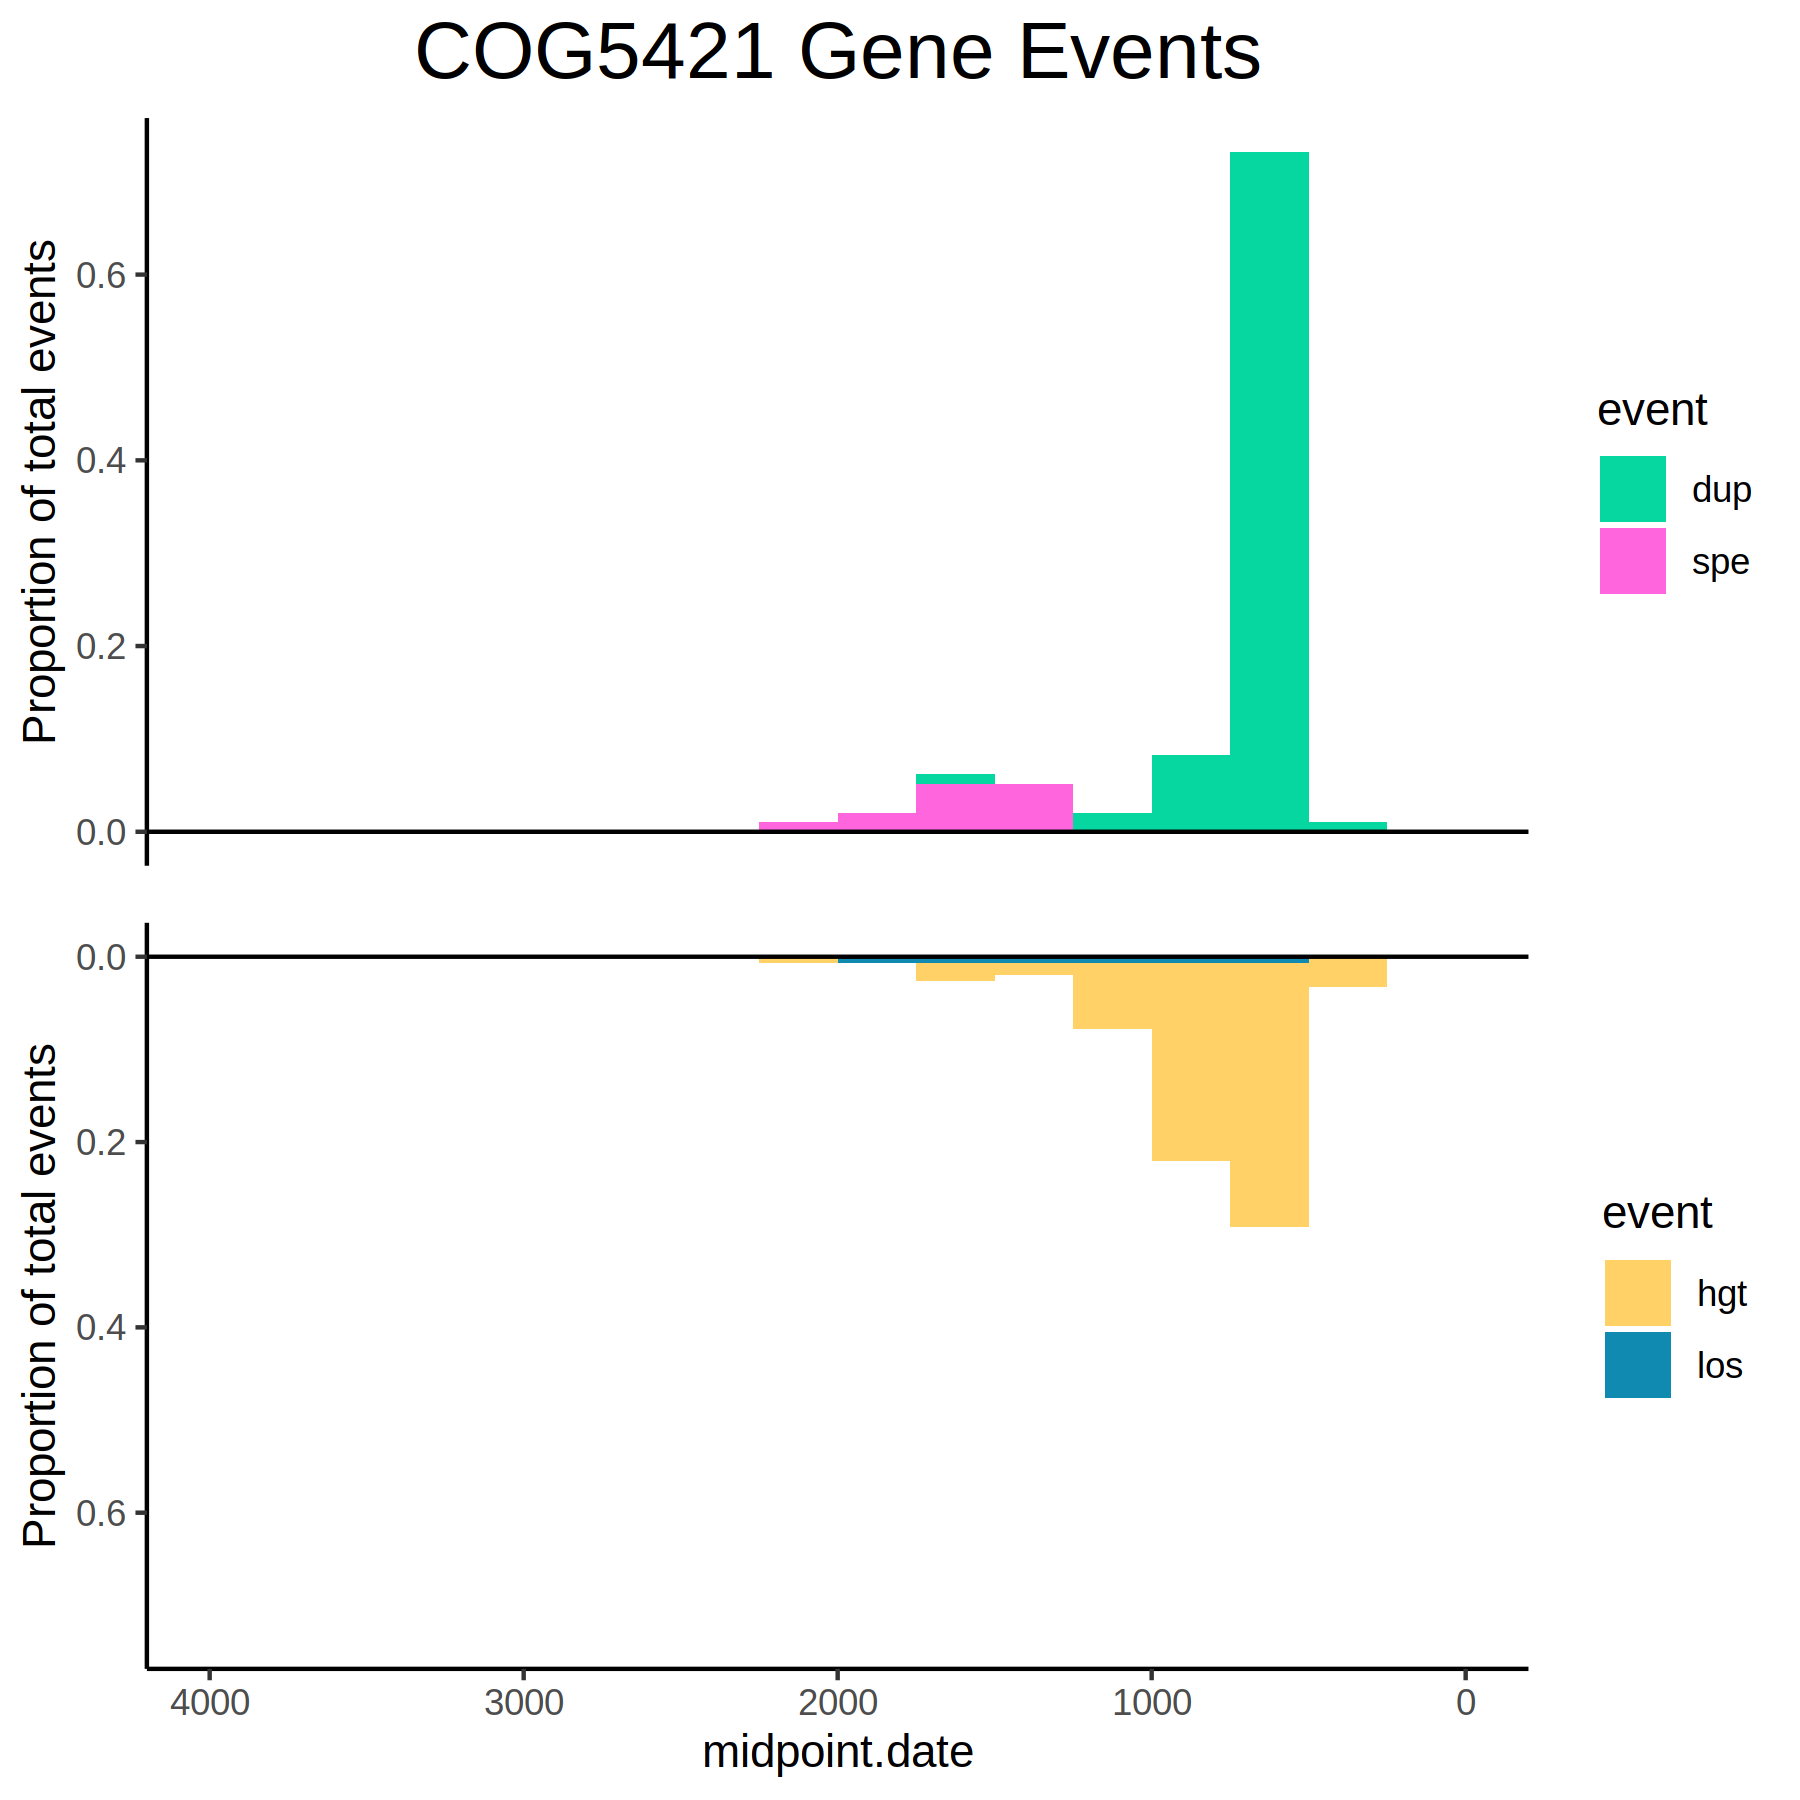 COG5421 Gene Events
Proportion of total events
0.6
0.4
0.2
0.0
event
dup
spe
Proportion of total events
0.0
0.2
0.4
0.6
event
hgt
los
4000 3000 2000 1000 0
midpoint.date